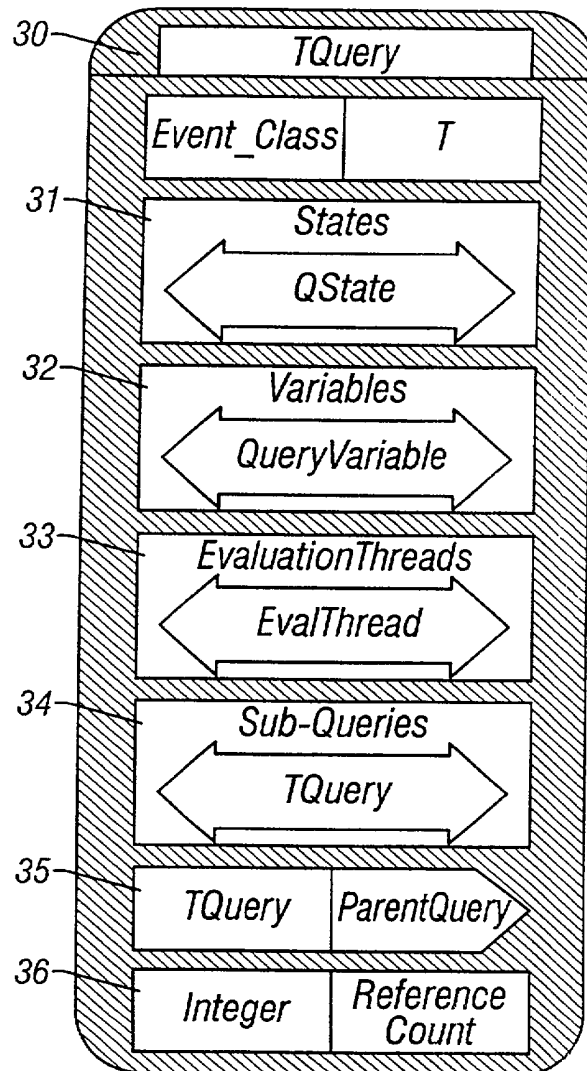 30
TQuery
Event_Class T
31
States
QState
32
Variables
QueryVariable
33
EvaluationThreads
EvalThread
34
Sub-Queries
TQuery
35
TQuery ParentQuery
36
Integer Reference
Count